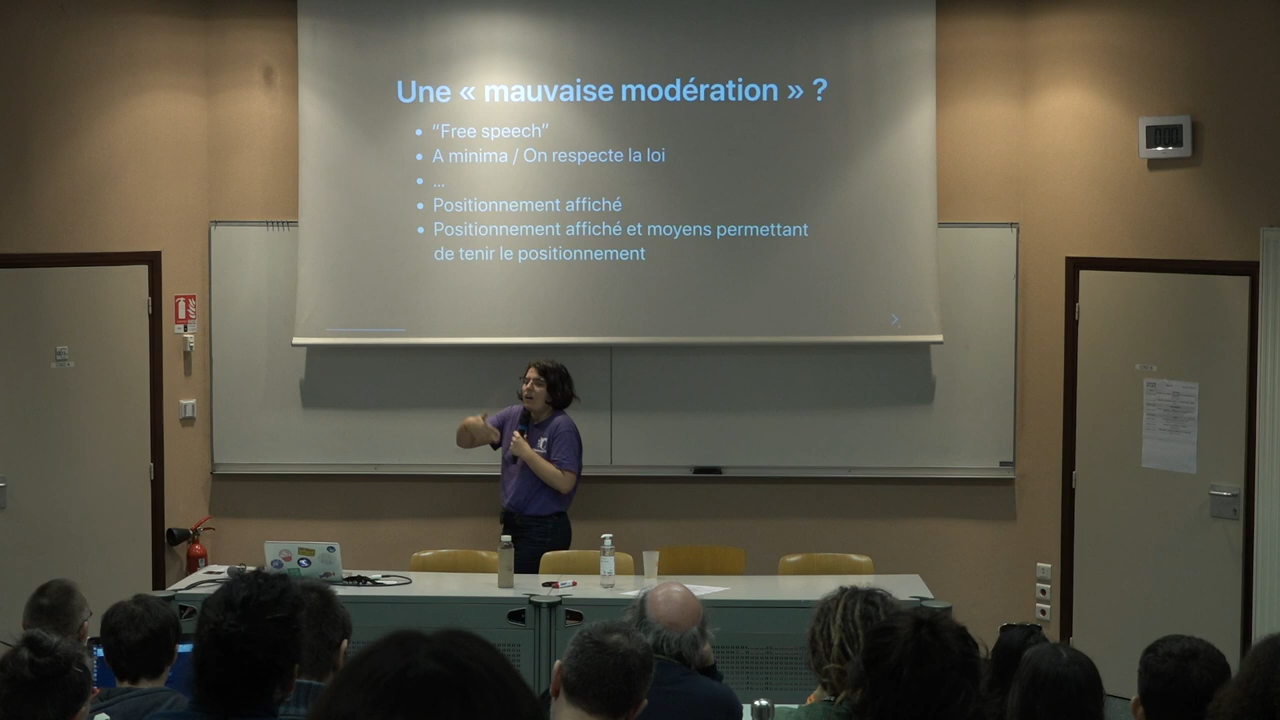 Une « mauvaise modération » ?
• “Free speech”
• A minima / On respecte la loi
• ...
• Positionnement affiché
• Positionnement affiché et moyens permettant
de tenir le positionnement